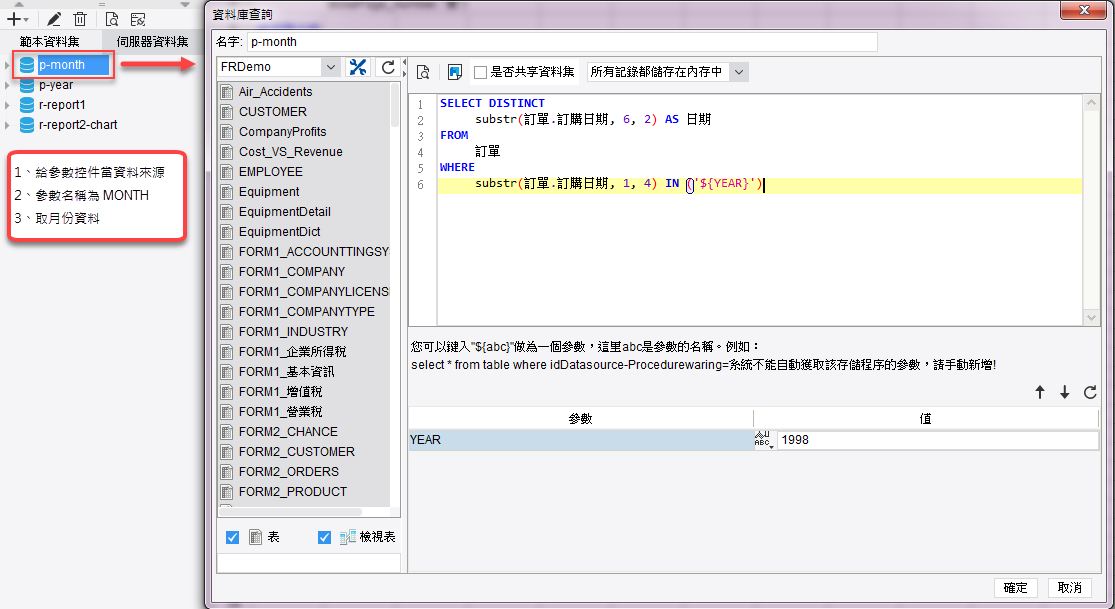 範本資料集
伺服器資料集
p-month
p-year
r-report1
r-report2-chart
1、給參數控件當資料來源
2、參數名稱為 MONTH
3、取月份資料
資料庫查詢
名字:
p-month
FRDemo
是否共享資料集
所有記錄都儲存在內存中
Air_Accidents
CUSTOMER
CompanyProfits
Cost_VS_Revenue
EMPLOYEE
Equipment
EquipmentDetail
EquipmentDict
FORM1_ACCOUNTTINGSY
FORM1_COMPANY
FORM1_COMPANYLICENS
FORM1_COMPANYTYPE
FORM1_INDUSTRY
FORM1_企業所得稅
FORM1_基本資訊
FORM1_增值稅
FORM1_營業稅
FORM2_CHANCE
FORM2_CUSTOMER
FORM2_ORDERS
FORM2_PRODUCT
表
檢視表
1 SELECT DISTINCT
2 substr(訂單.訂購日期, 6, 2) AS 日期
3 FROM
4 訂單
5 WHERE
6 substr(訂單.訂購日期, 1, 4) IN ('${YEAR}')
您可以鍵入"${abc}"做為一個參數，這里abc是參數的名稱。例如：
select * from table where idDatasource-Procedurewaring=系統不能自動獲取該存儲程序的參數，請手動新增!
參數
值
YEAR
ABC
1998
確定
取消